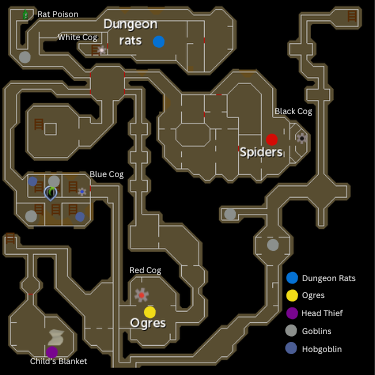 Rat Poison
Dungeon
rats
White Cog
Black Cog
Spiders
Blue Cog
Red Cog
Ogres
Child's Blanket
Dungeon Rats
Ogres
Head Thief
Goblins
Hobgoblin